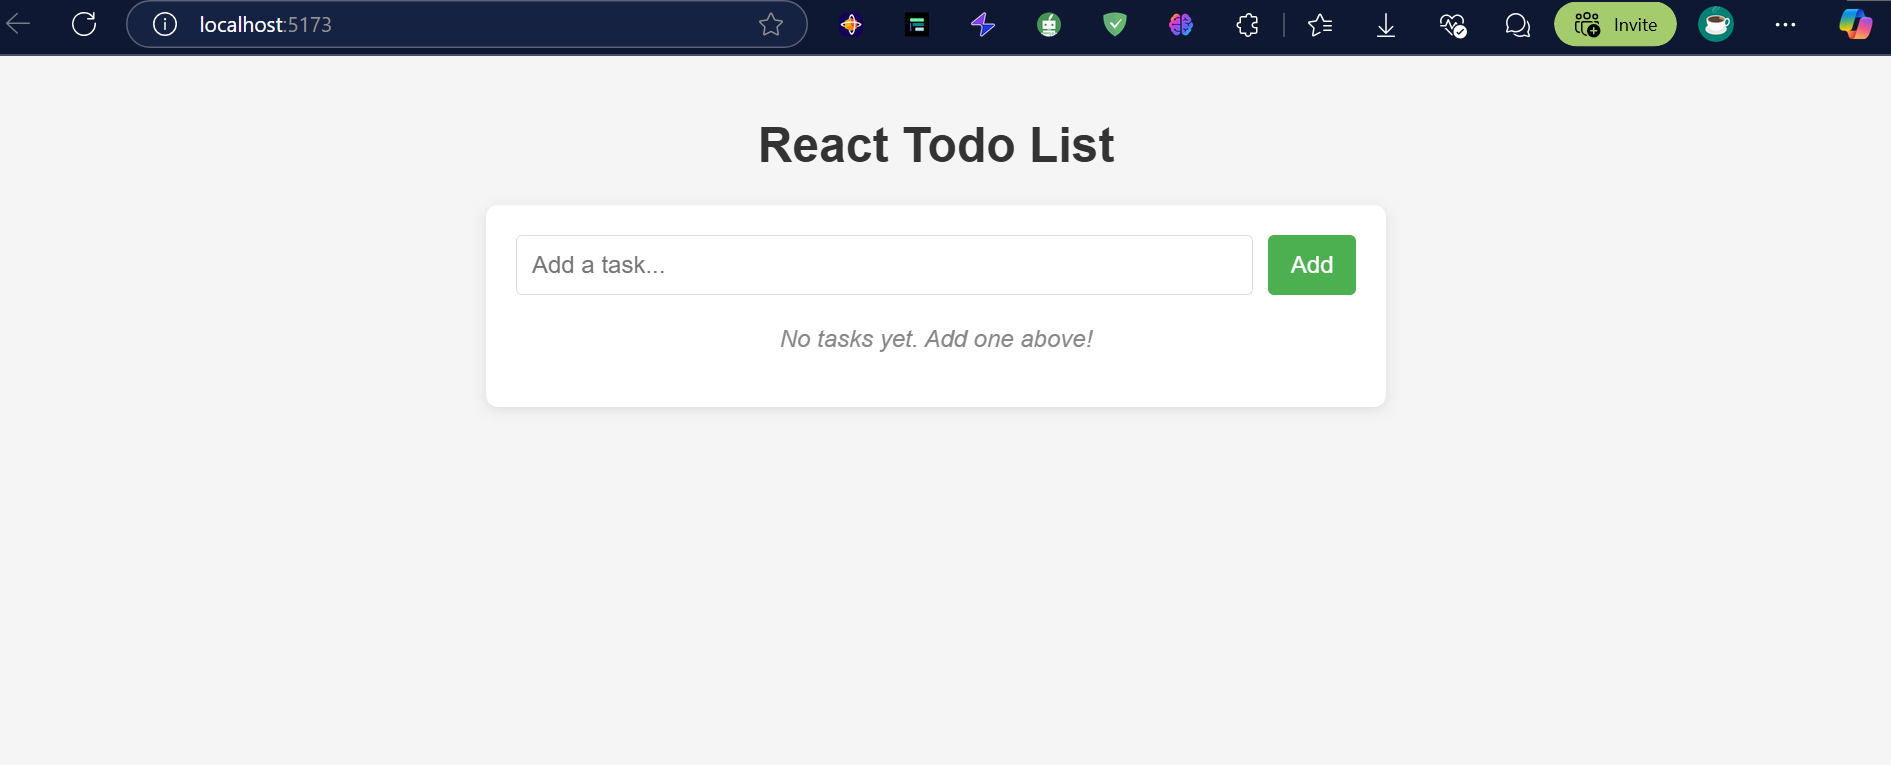 localhost:5173
Invite
React Todo List
Add a task...
Add
No tasks yet. Add one above!